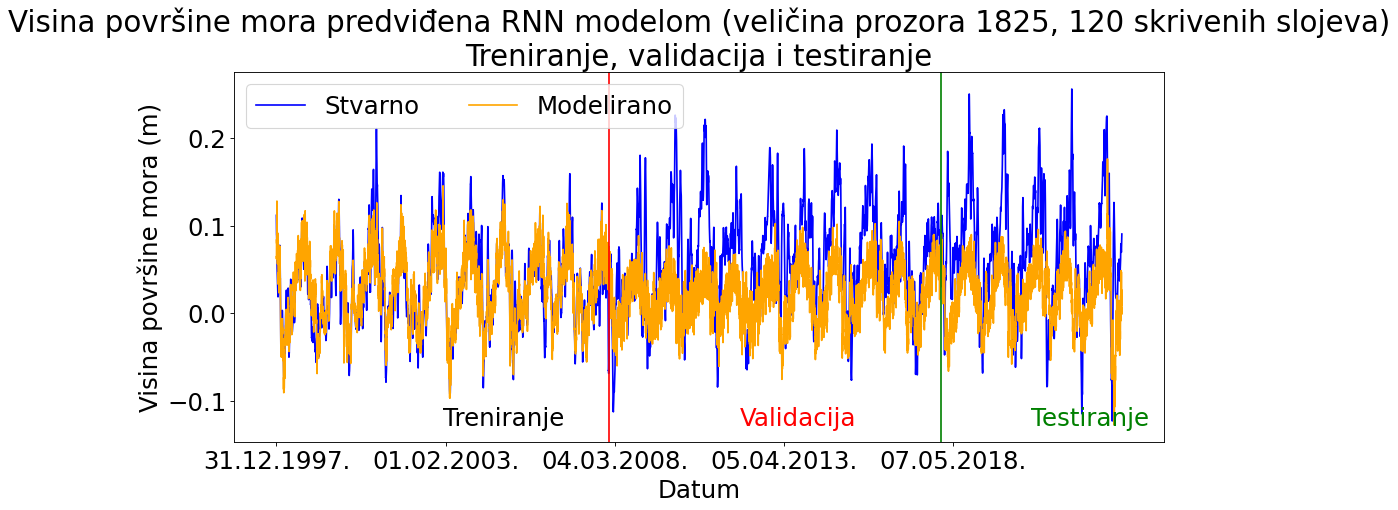 Visina površine mora predviđena RNN modelom (veličina prozora 1825, 120 skrivenih slojeva)
Treniranje, validacija i testiranje
Stvarno
Modelirano
Visina površine mora (m)
0.2
0.1
0.0
−0.1
Treniranje
Validacija
Testiranje
31.12.1997.
01.02.2003.
04.03.2008.
05.04.2013.
07.05.2018.
Datum